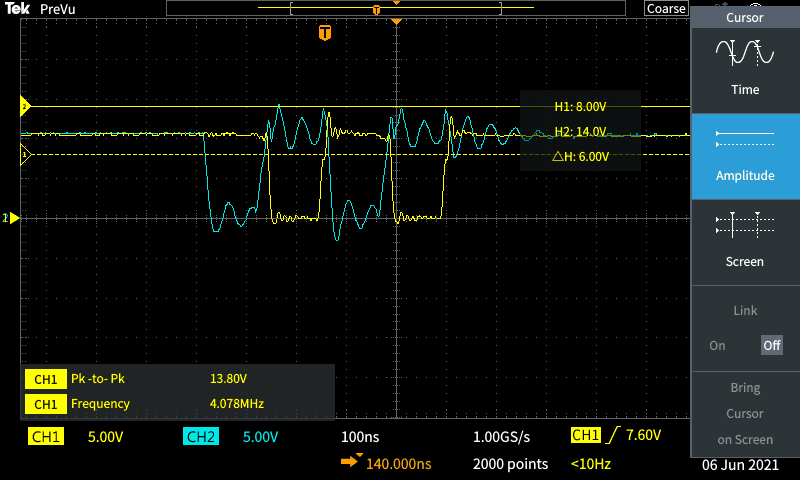 Tek PreVu
Coarse
Cursor
T
T
Time
2
H1: 8.00V
H2: 14.0V
△H: 6.00V
1
Amplitude
Screen
Link
On Off
CH1 Pk -to- Pk 13.80V
CH1 Frequency 4.078MHz
Bring
Cursor
on Screen
CH1 5.00V CH2 5.00V 100ns 1.00GS/s CH1 7.60V
140.000ns 2000 points <10Hz 06 Jun 2021